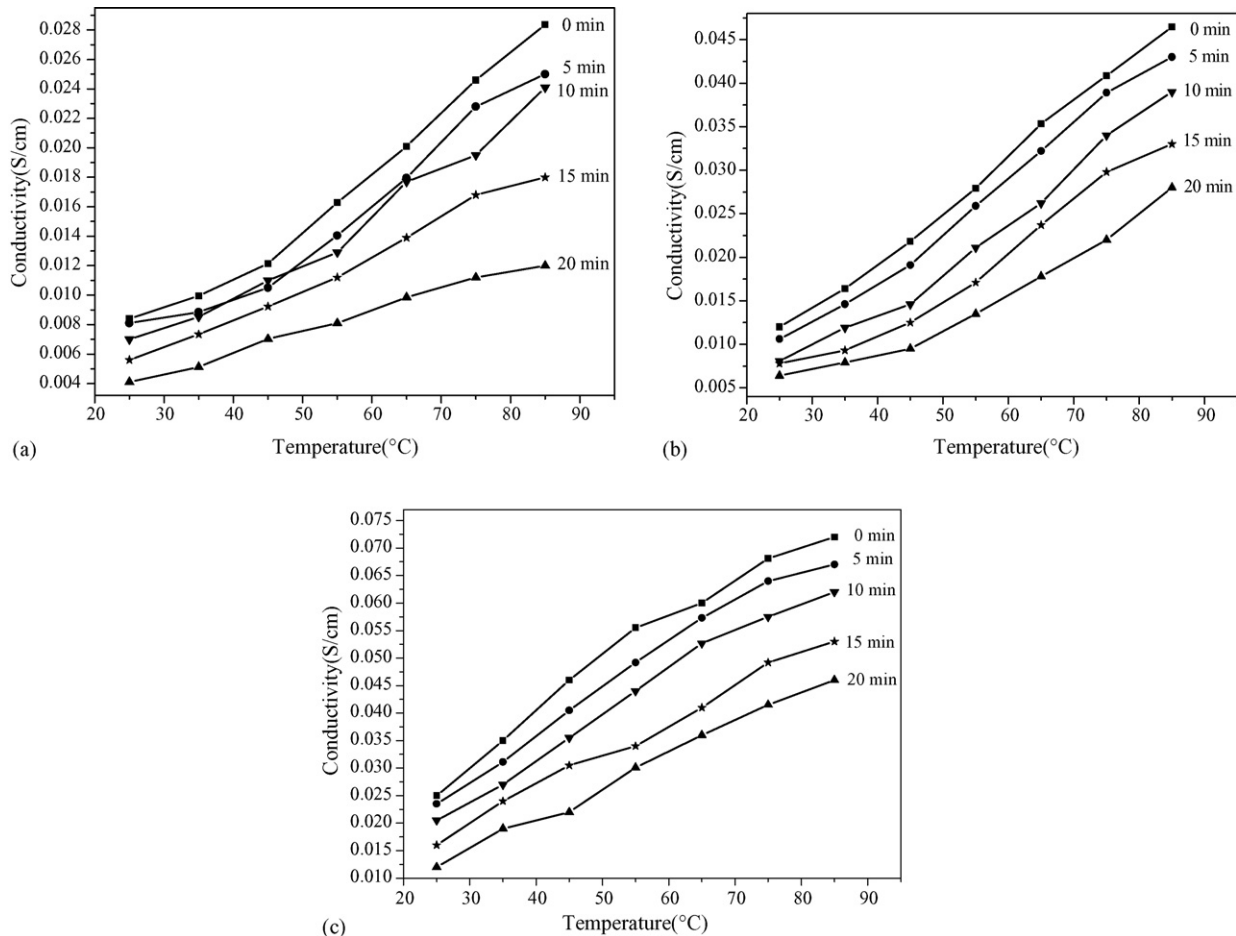 0.028
0.026
0.024
0.022
0.020
0.018
0.016
0.014
0.012
0.010
0.008
0.006
0.004
Conductivity(S/cm)
0 min
5 min
10 min
15 min
20 min
20 30 40 50 60 70 80 90
Temperature(°C)
(a)
0.045
0.040
0.035
0.030
0.025
0.020
0.015
0.010
0.005
Conductivity(S/cm)
0 min
5 min
10 min
15 min
20 min
20 30 40 50 60 70 80 90
Temperature(°C)
(b)
0.075
0.070
0.065
0.060
0.055
0.050
0.045
0.040
0.035
0.030
0.025
0.020
0.015
0.010
Conductivity(S/cm)
0 min
5 min
10 min
15 min
20 min
20 30 40 50 60 70 80 90
Temperature(°C)
(c)